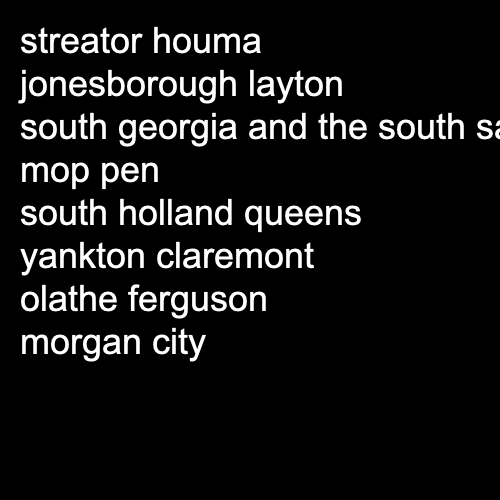 streator houma
jonesborough layton
south georgia and the south
mop pen
south holland queens
yankton claremont
olathe ferguson
morgan city